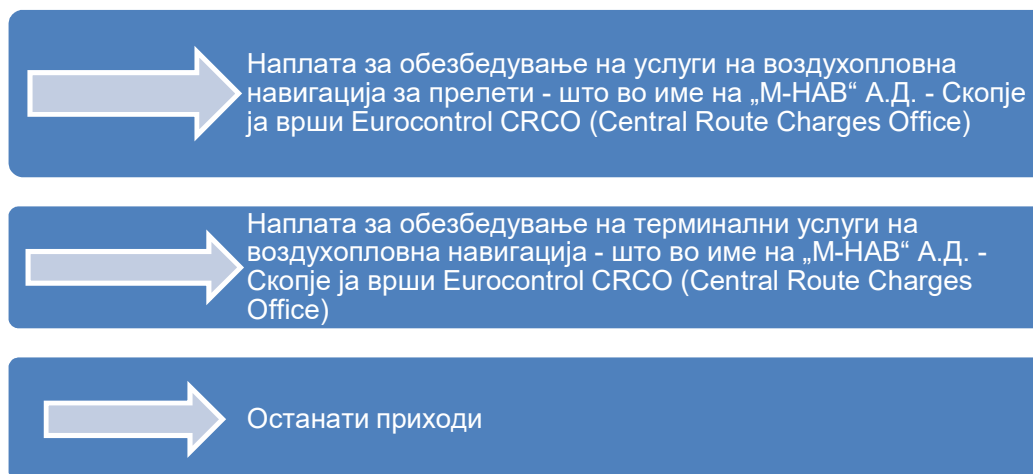 Наплата за обезбедување на услуги на воздухопловна
навигација за прелети - што во име на „М-НАВ“ А.Д. - Скопје
ја врши Eurocontrol CRCO (Central Route Charges Office)
Наплата за обезбедување на терминални услуги на
воздухопловна навигација - што во име на „М-НАВ“ А.Д. -
Скопје ја врши Eurocontrol CRCO (Central Route Charges
Office)
Останати приходи